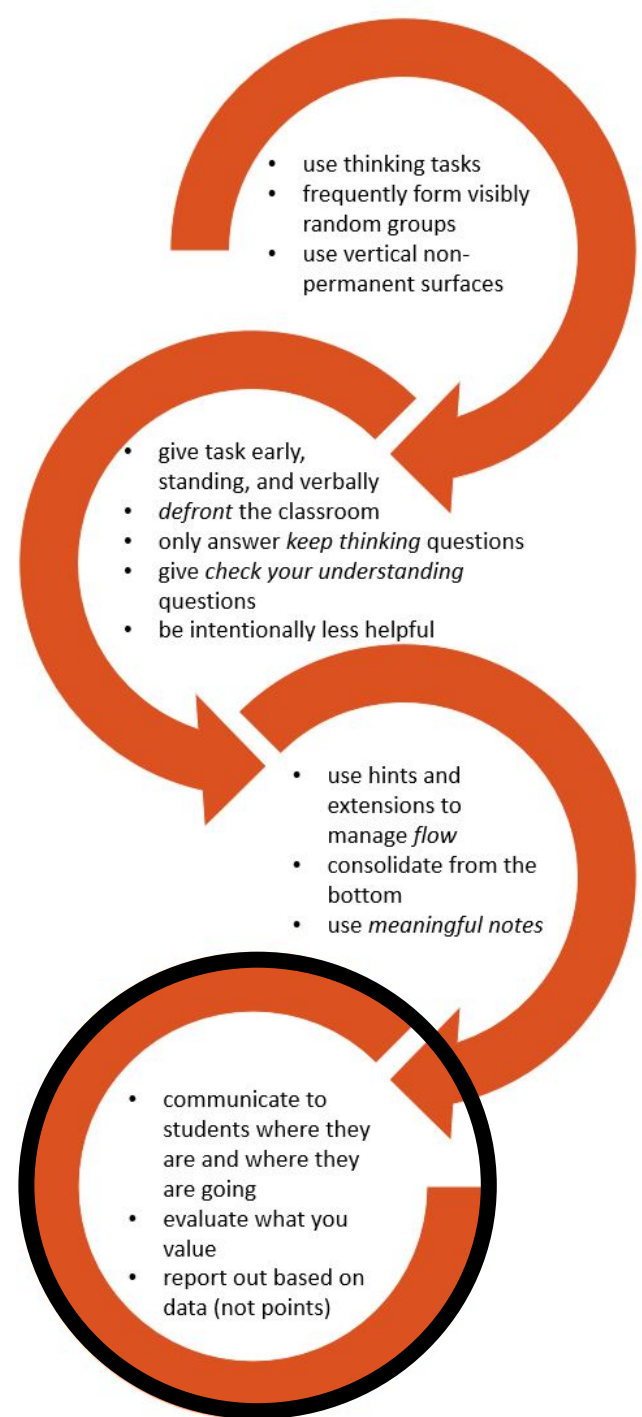 • use thinking tasks
• frequently form visibly
random groups
• use vertical non-
permanent surfaces
• give task early,
standing, and verbally
• defront the classroom
• only answer keep thinking questions
• give check your understanding
questions
• be intentionally less helpful
• use hints and
extensions to
manage flow
• consolidate from the
bottom
• use meaningful notes
• communicate to
students where they
are and where they
are going
• evaluate what you
value
• report out based on
data (not points)